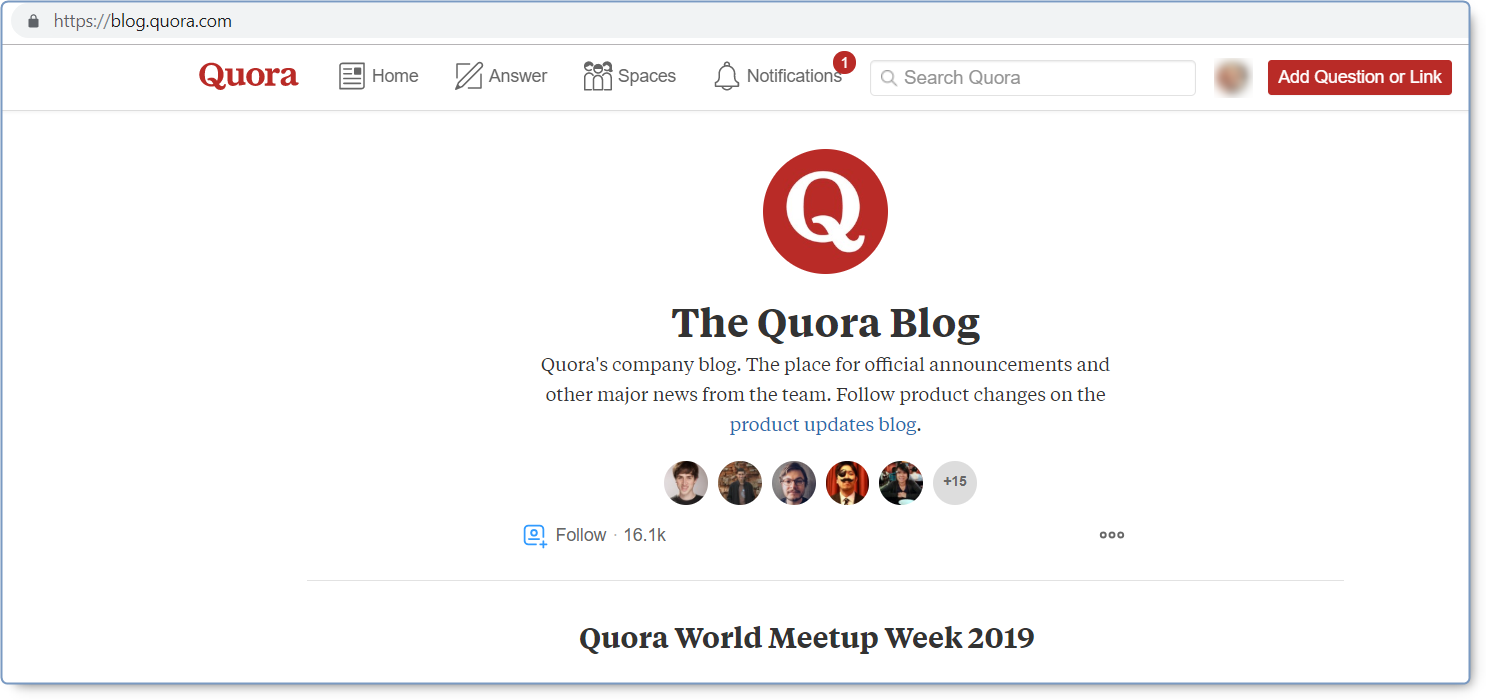 https://blog.quora.com
Quora Home Answer Spaces Notifications 1 Search Quora Add Question or Link
Q
The Quora Blog
Quora's company blog. The place for official announcements and
other major news from the team. Follow product changes on the
product updates blog.
+15
Follow · 16.1k
Quora World Meetup Week 2019